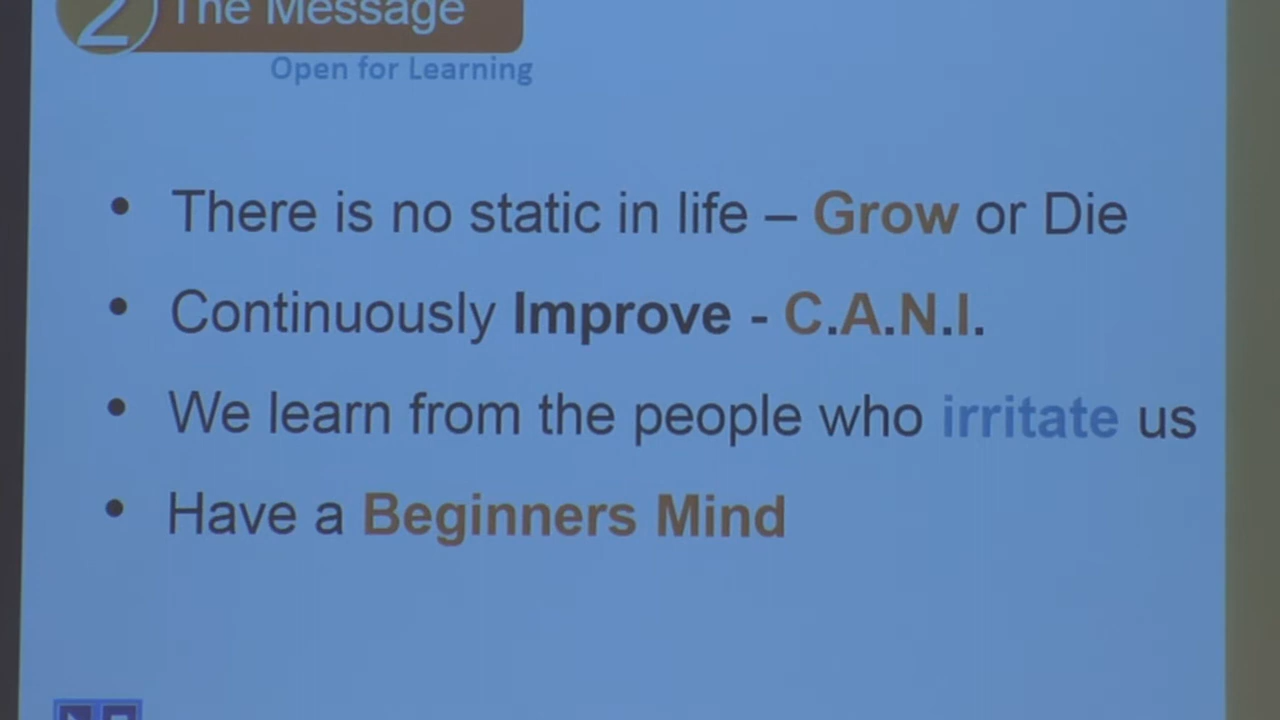 2 The Message
Open for Learning
• There is no static in life – Grow or Die
• Continuously Improve - C.A.N.I.
• We learn from the people who irritate us
• Have a Beginners Mind